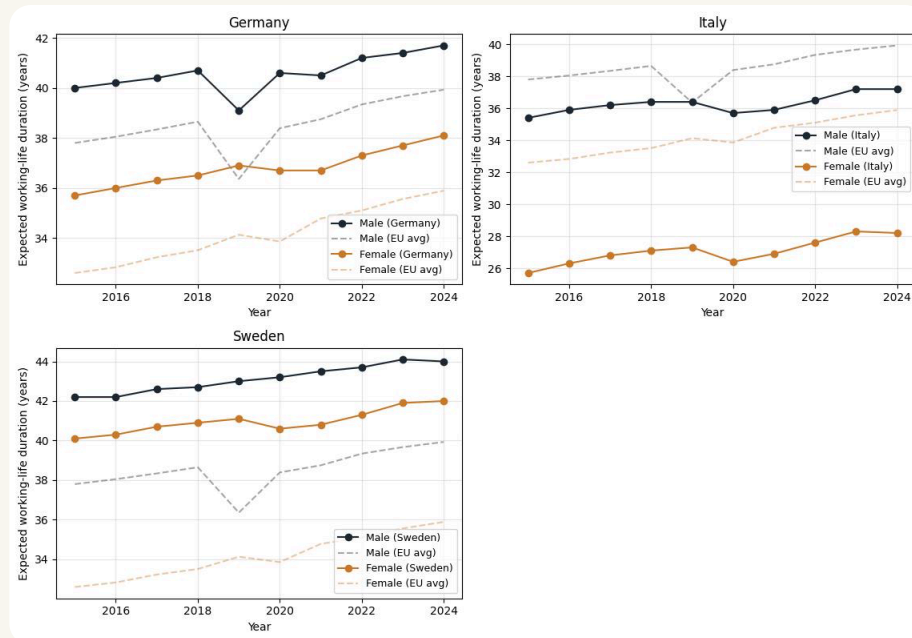 Germany
Expected working-life duration (years)
42
40
38
36
34
Male (Germany)
Male (EU avg)
Female (Germany)
Female (EU avg)
2016 2018 2020 2022 2024
Year
Italy
Expected working-life duration (years)
40
38
36
34
32
30
28
26
Male (Italy)
Male (EU avg)
Female (Italy)
Female (EU avg)
2016 2018 2020 2022 2024
Year
Sweden
Expected working-life duration (years)
44
42
40
38
36
34
Male (Sweden)
Male (EU avg)
Female (Sweden)
Female (EU avg)
2016 2018 2020 2022 2024
Year